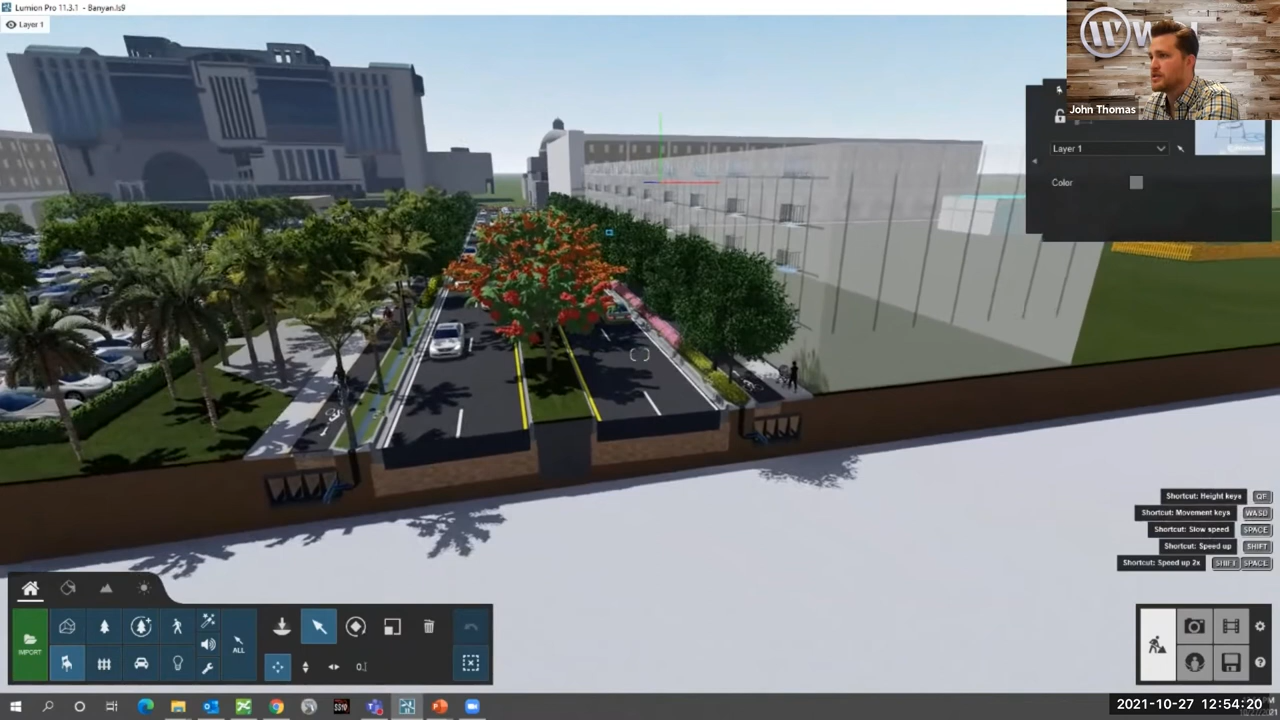 Lumion Pro 11.3.1 - Banyan.ls9
Layer 1
W
John Thomas
Layer 1
Color
Shortcut: Height keys QE
Shortcut: Movement keys WASD
Shortcut: Slow speed SPACE
Shortcut: Speed up SHIFT
Shortcut: Speed up 2x SHIFT SPACE
IMPORT
ALL
2021-10-27 12:54:20